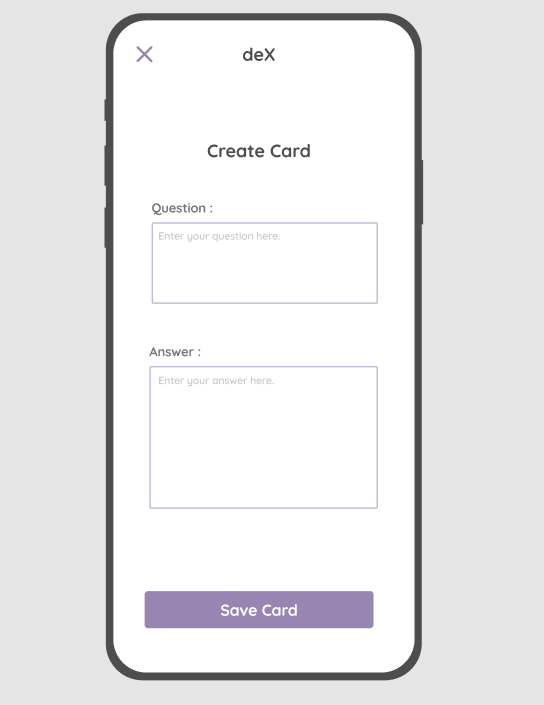 deX
Create Card
Question :
Enter your question here.
Answer :
Enter your answer here.
Save Card